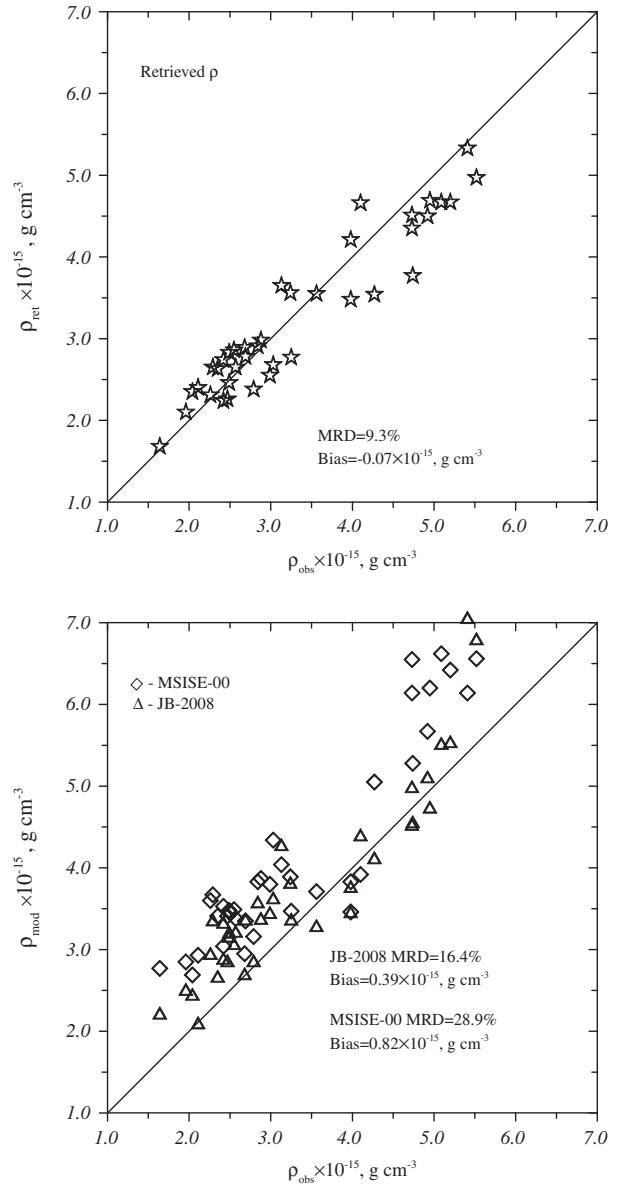 7.0
6.0
5.0
4.0
3.0
2.0
1.0
ρret ×10-15 , g cm-3
Retrieved ρ
MRD=9.3%
Bias=-0.07×10-15, g cm-3
1.0 2.0 3.0 4.0 5.0 6.0 7.0
ρobs×10-15, g cm-3
7.0
6.0
5.0
4.0
3.0
2.0
1.0
ρmod ×10-15 , g cm-3
◇ - MSISE-00
Δ - JB-2008
JB-2008 MRD=16.4%
Bias=0.39×10-15, g cm-3
MSISE-00 MRD=28.9%
Bias=0.82×10-15, g cm-3
1.0 2.0 3.0 4.0 5.0 6.0 7.0
ρobs×10-15, g cm-3